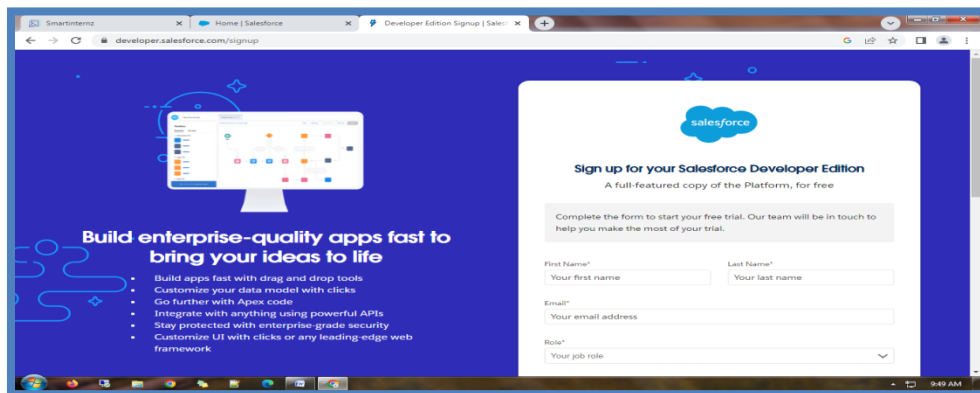 Smartinternz
Home | Salesforce
Developer Edition Signup | Salesf
developer.salesforce.com/signup
salesforce
Sign up for your Salesforce Developer Edition
A full-featured copy of the Platform, for free
Complete the form to start your free trial. Our team will be in touch to
help you make the most of your trial.
Build enterprise-quality apps fast to
bring your ideas to life
• Build apps fast with drag and drop tools
• Customize your data model with clicks
• Go further with Apex code
• Integrate with anything using powerful APIs
• Stay protected with enterprise-grade security
• Customize UI with clicks or any leading-edge web
framework
First Name*
Last Name*
Your first name
Your last name
Email*
Your email address
Role*
Your job role
9:49 AM